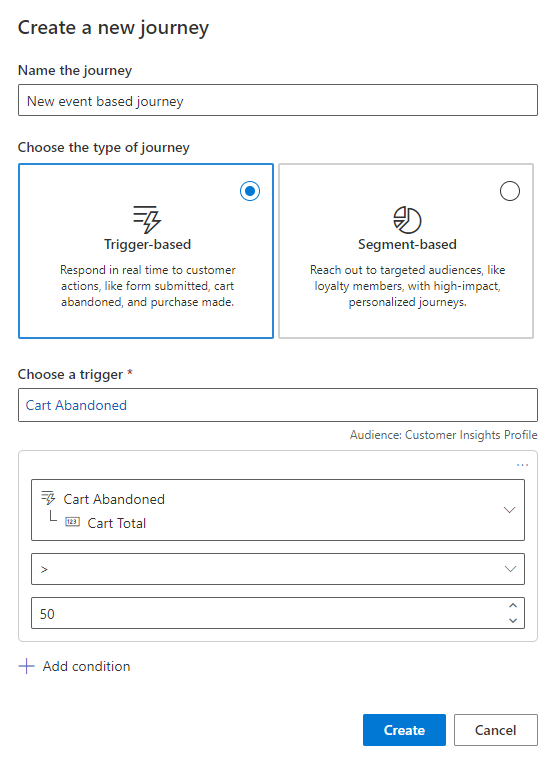 Create a new journey
Name the journey
New event based journey
Choose the type of journey
Trigger-based
Respond in real time to customer
actions, like form submitted, cart
abandoned, and purchase made.
Segment-based
Reach out to targeted audiences, like
loyalty members, with high-impact,
personalized journeys.
Choose a trigger *
Cart Abandoned
Audience: Customer Insights Profile
...
Cart Abandoned
123 Cart Total
>
50
Add condition
Create
Cancel